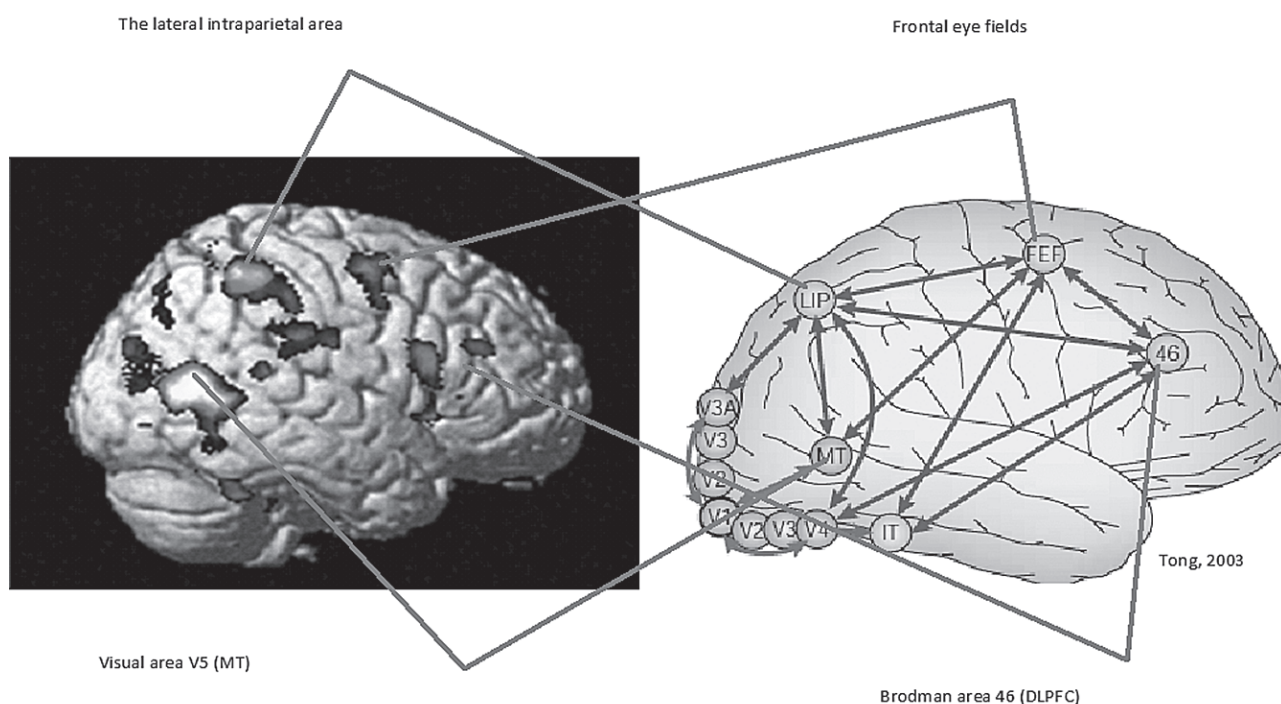 The lateral intraparietal area
Frontal eye fields
FEF
LIP
46
V3A
V3
MT
V2
V1
V2
V3
V4
IT
Tong, 2003
Visual area V5 (MT)
Brodman area 46 (DLPFC)